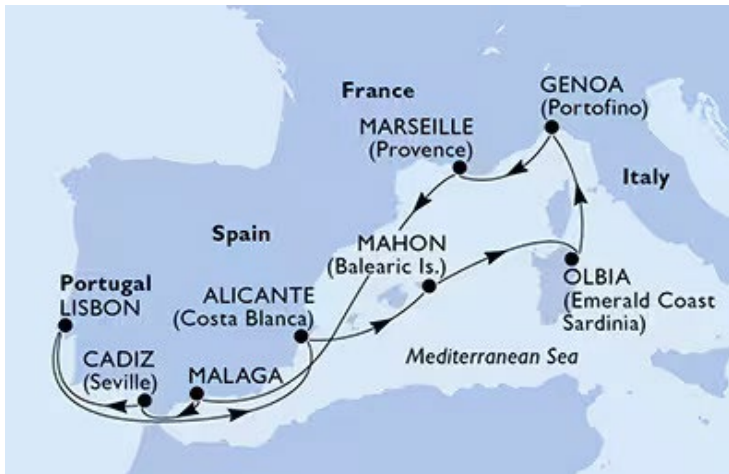 GENOA
(Portofino)
France
MARSEILLE
(Provence)
Italy
Spain
MAHON
(Balearic Is.)
Portugal
LISBON
ALICANTE
(Costa Blanca)
OLBIA
(Emerald Coast
Sardinia)
CADIZ
(Seville)
MALAGA
Mediterranean Sea